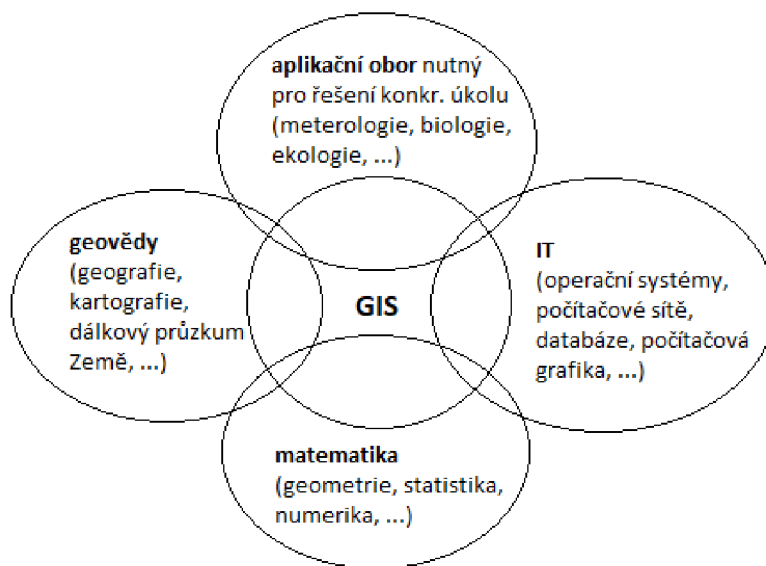 aplikační obor nutný
pro řešení konkr. úkolu
(meterologie, biologie,
ekologie, ...)
geovědy
(geografie,
kartografie,
dálkový průzkum
Země, ...)
GIS
IT
(operační systémy,
počítačové sítě,
databáze, počítačová
grafika, ...)
matematika
(geometrie, statistika,
numerika, ...)